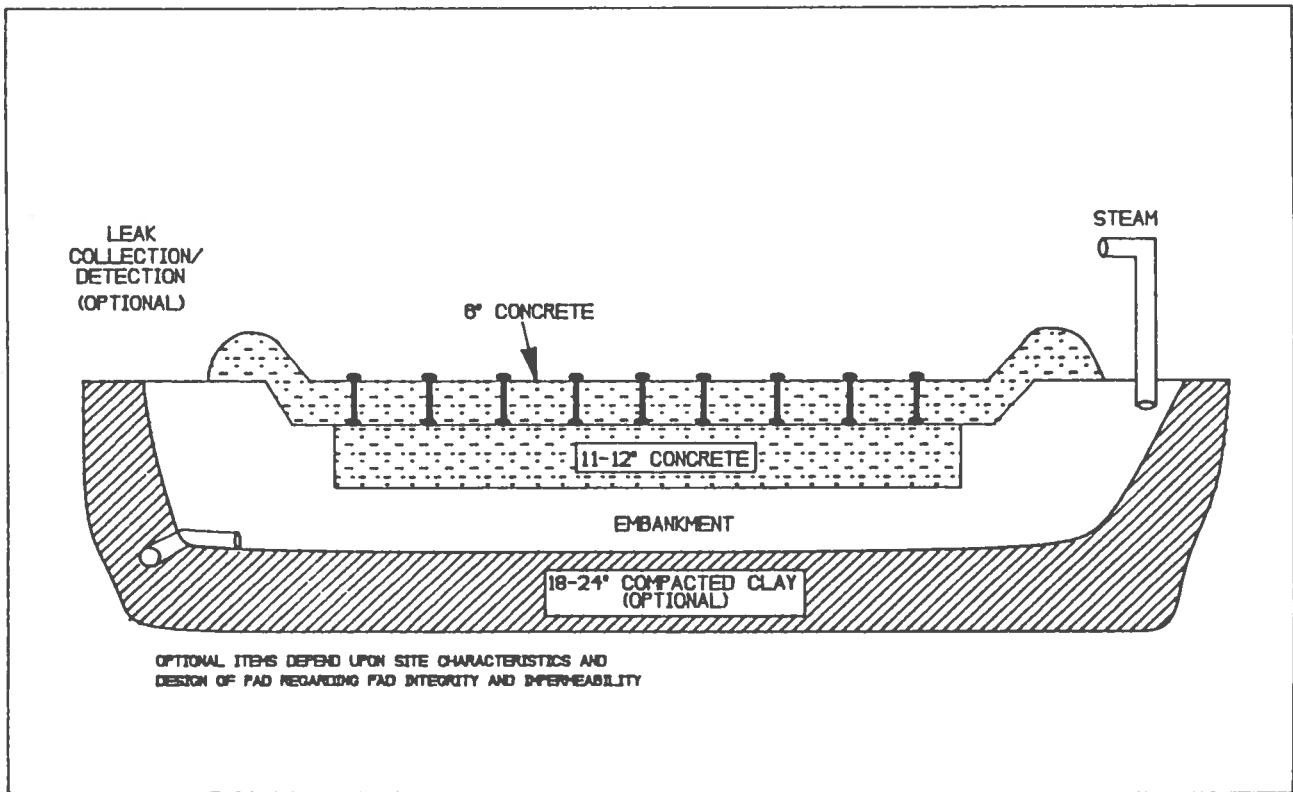 LEAK
COLLECTION/
DETECTION
(OPTIONAL)
STEAM
6" CONCRETE
11-12" CONCRETE
EMBANKMENT
18-24" COMPACTED CLAY
(OPTIONAL)
OPTIONAL ITEMS DEPEND UPON SITE CHARACTERISTICS AND
DESIGN OF PAD REGARDING PAD INTEGRITY AND IMPERMEABILITY